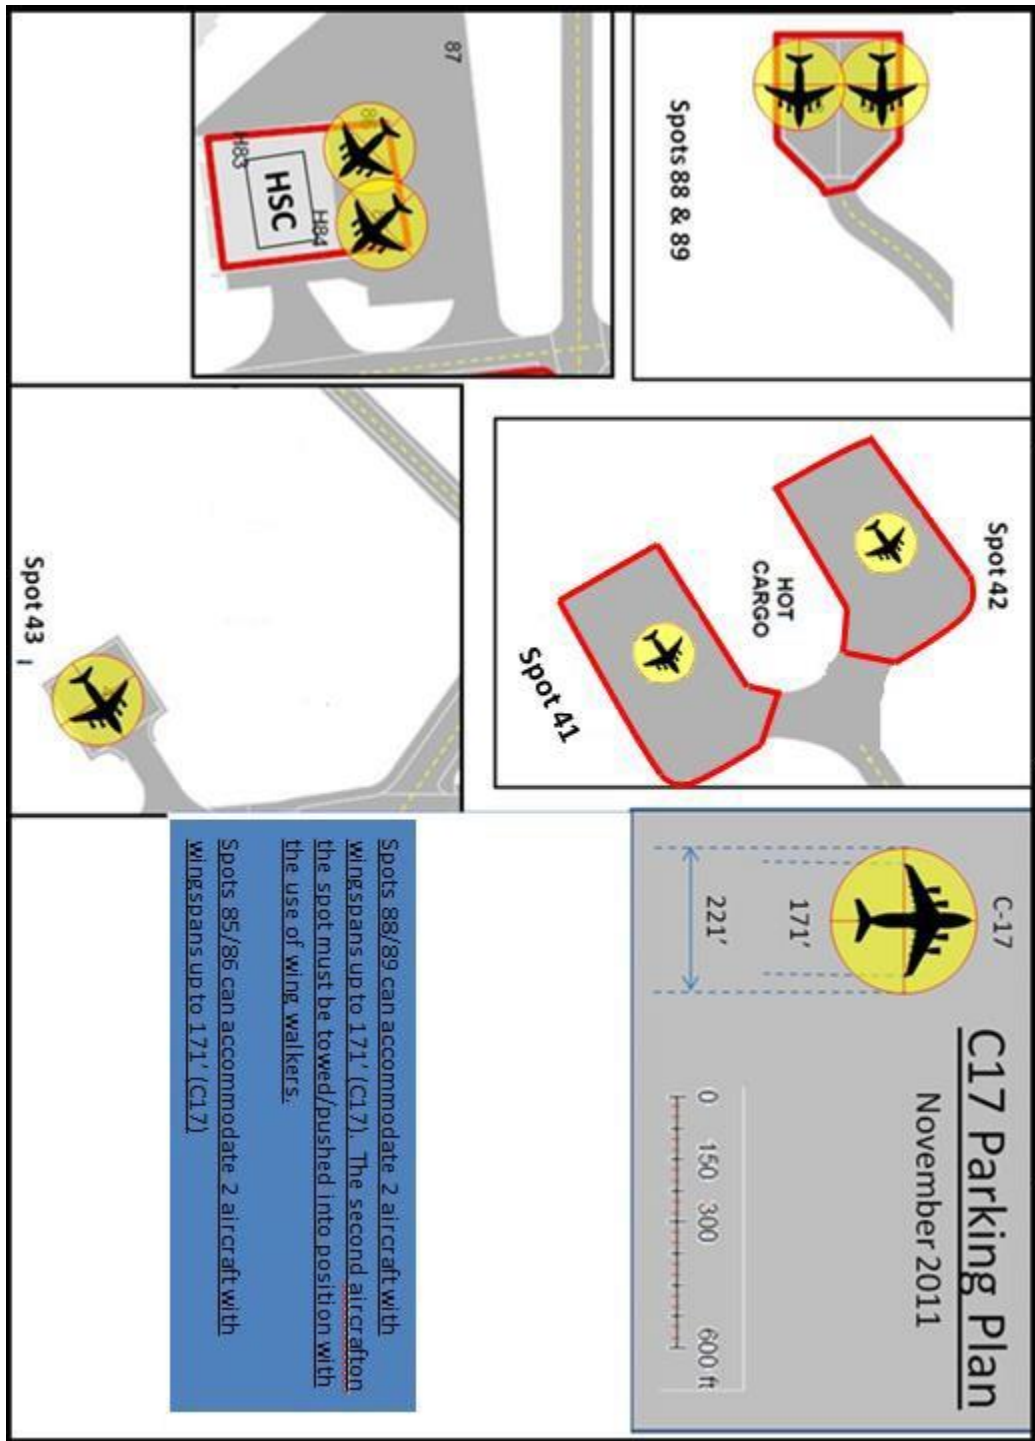 C17 Parking Plan
November 2011
C-17
171’
221’
0 150 300 600 ft
Spots 88 & 89
87
H83
HSC
H84
Spot 42
HOT
CARGO
Spot 41
Spot 43
Spots 88/89 can accommodate 2 aircraft with
wingspans up to 171’ (C17). The second aircrafton
the spot must be towed/pushed into position with
the use of wing walkers.
Spots 85/86 can accommodate 2 aircraft with
wingspans up to 171’ (C17)